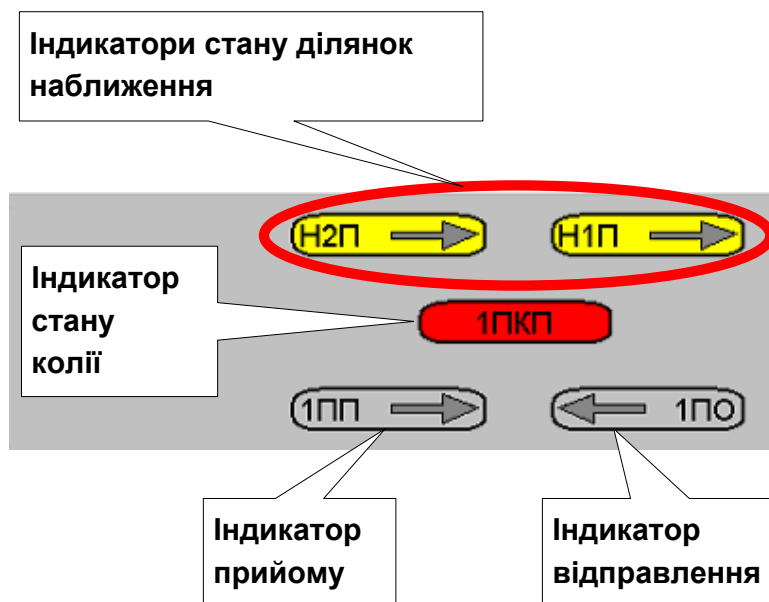 Індикатори стану ділянок
наближення
Н2П
Н1П
Індикатор
стану
колії
1ПКП
1ПП
1ПО
Індикатор
прийому
Індикатор
відправлення